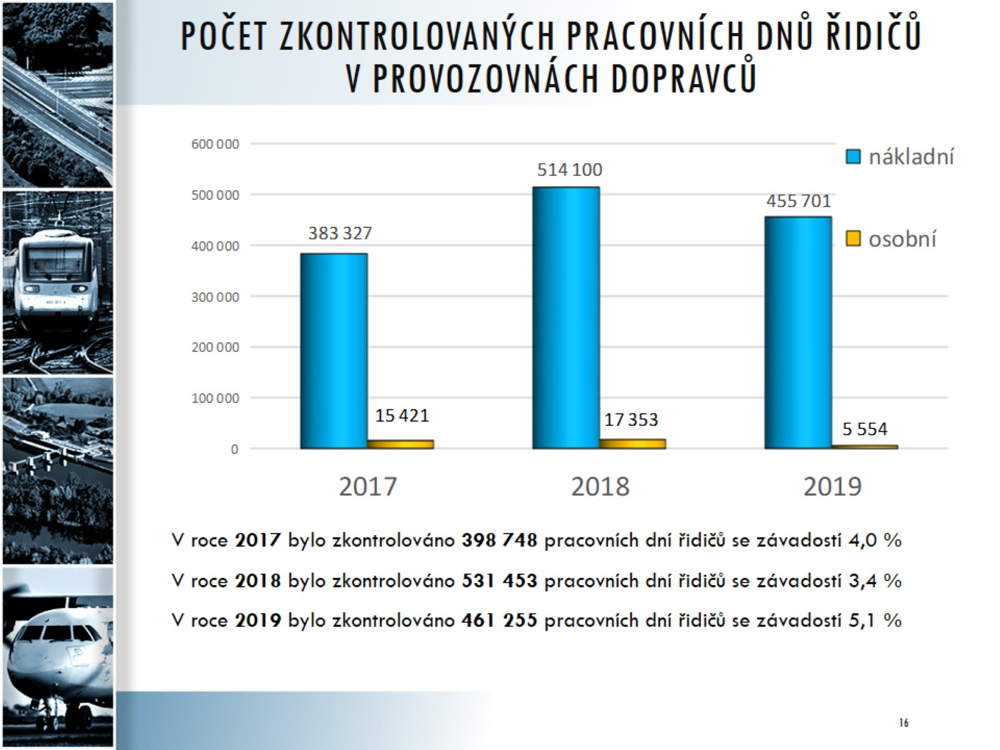 POČET ZKONTROLOVANÝCH PRACOVNÍCH DNŮ ŘIDIČŮ
V PROVOZOVNÁCH DOPRAVCŮ
600 000
500 000
400 000
300 000
200 000
100 000
0
383 327
15 421
514 100
17 353
455 701
5 554
nákladní
osobní
2017
2018
2019
V roce 2017 bylo zkontrolováno 398 748 pracovních dní řidičů se závadostí 4,0 %
V roce 2018 bylo zkontrolováno 531 453 pracovních dní řidičů se závadostí 3,4 %
V roce 2019 bylo zkontrolováno 461 255 pracovních dní řidičů se závadostí 5,1 %
16